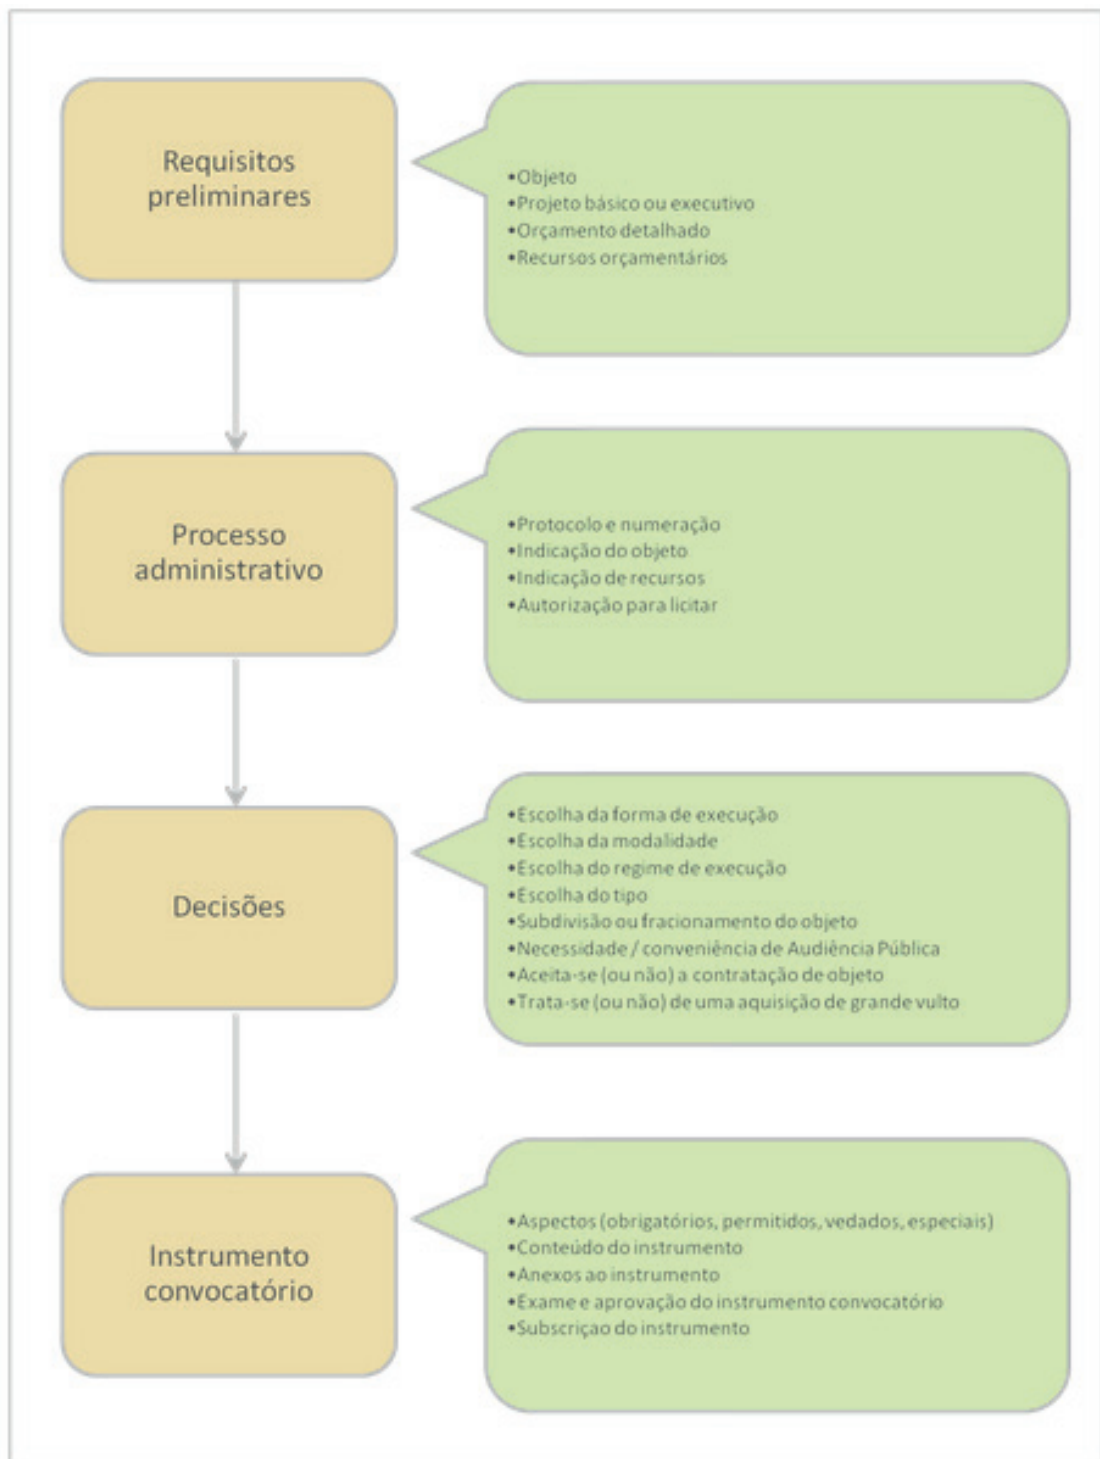 Requisitos
preliminares
•Objeto
•Projeto básico ou executivo
•Orçamento detalhado
•Recursos orçamentários
Processo
administrativo
•Protocolo e numeração
•Indicação do objeto
•Indicação de recursos
•Autorização para licitar
Decisões
•Escolha da forma de execução
•Escolha da modalidade
•Escolha do regime de execução
•Escolha do tipo
•Subdivisão ou fracionamento do objeto
•Necessidade / conveniência de Audiência Pública
•Aceita-se (ou não) a contratação de objeto
•Trata-se (ou não) de uma aquisição de grande vulto
Instrumento
convocatório
•Aspectos (obrigatórios, permitidos, vedados, especiais)
•Conteúdo do instrumento
•Anexos ao instrumento
•Exame e aprovação do instrumento convocatório
•Subscriçao do instrumento